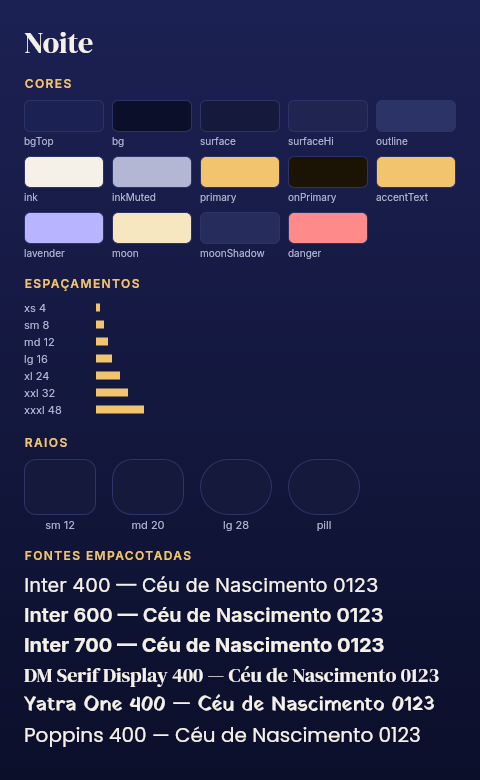 Noite
CORES
bgTop bg surface surfaceHi outline
ink inkMuted primary onPrimary accentText
lavender moon moonShadow danger
ESPAÇAMENTOS
xs 4
sm 8
md 12
lg 16
xl 24
xxl 32
xxxl 48
RAIOS
sm 12 md 20 lg 28 pill
FONTES EMPACOTADAS
Inter 400 — Céu de Nascimento 0123
Inter 600 — Céu de Nascimento 0123
Inter 700 — Céu de Nascimento 0123
DM Serif Display 400 — Céu de Nascimento 0123
Yatra One 400 — Céu de Nascimento 0123
Poppins 400 — Céu de Nascimento 0123